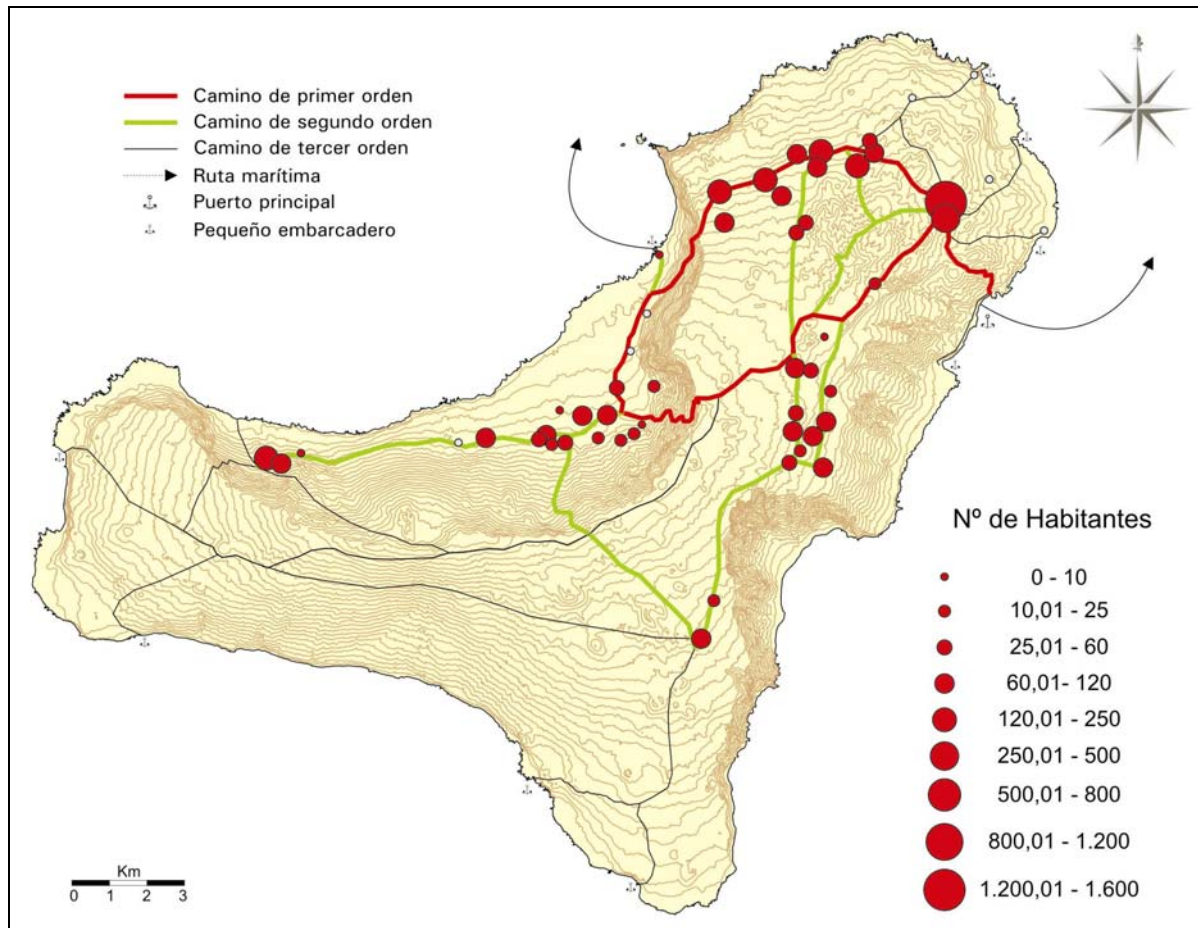 Camino de primer orden
Camino de segundo orden
Camino de tercer orden
Ruta marítima
Puerto principal
Pequeño embarcadero
Nº de Habitantes
0 - 10
10,01 - 25
25,01 - 60
60,01- 120
120,01 - 250
250,01 - 500
500,01 - 800
800,01 - 1.200
1.200,01 - 1.600
Km
0 1 2 3